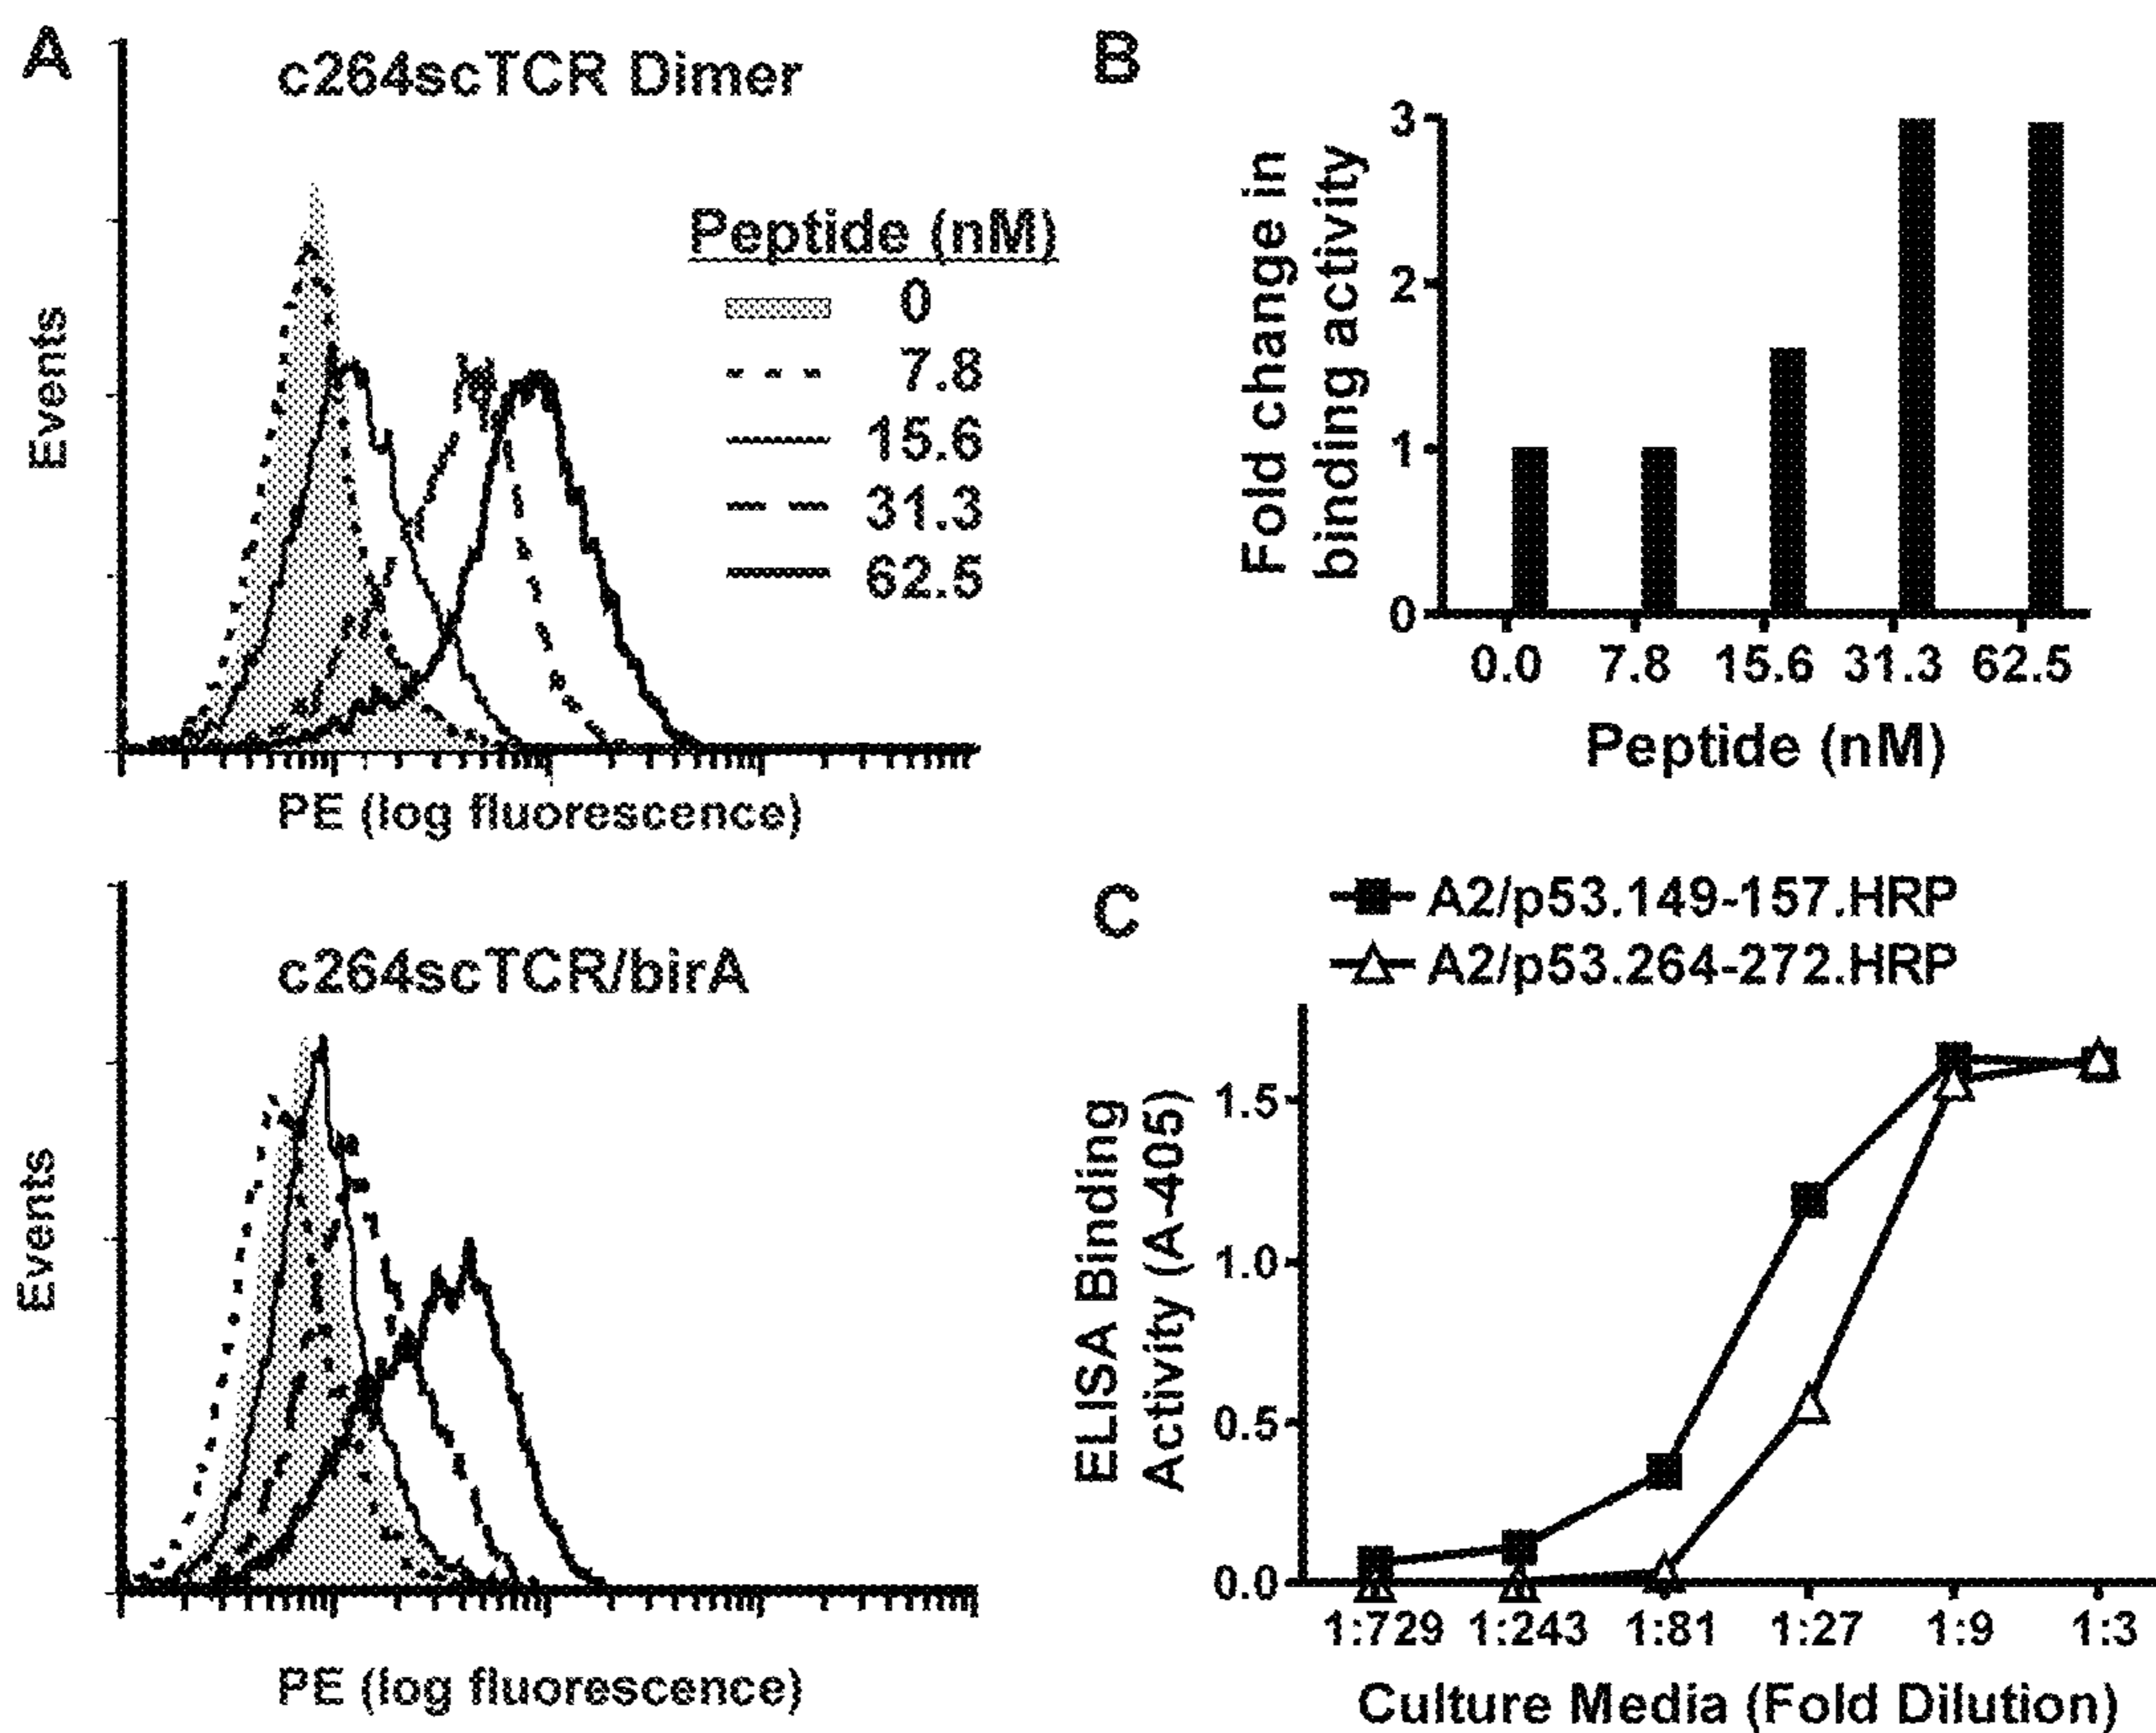 A
c264scTCR Dimer
Peptide (nM)
0
7.8
15.6
31.3
62.5
Events
PE (log fluorescence)
c264scTCR/birA
Events
PE (log fluorescence)
B
Fold change in
binding activity
3
2
1
0
0.0 7.8 15.6 31.3 62.5
Peptide (nM)
C
A2/p53.149-157.HRP
A2/p53.264-272.HRP
ELISA Binding
Activity (A-405)
1.5
1.0
0.5
0.0
1:729 1:243 1:81 1:27 1:9 1:3
Culture Media (Fold Dilution)